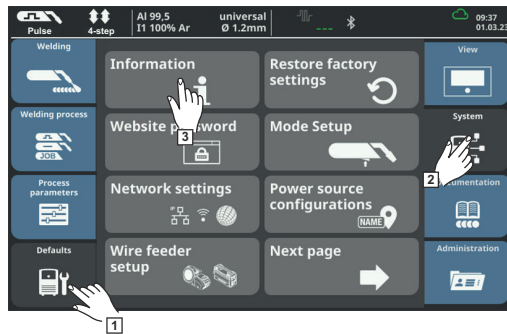 Pulse
4-step
Al 99,5 universal
I1 100% Ar Ø 1.2mm
---
09:37
01.03.23
Welding
Welding process
JOB
Process
parameters
Defaults
1
Information
3
Restore factory
settings
Website password
Mode Setup
Network settings
Power source
configurations
NAME
Wire feeder
setup
Next page
View
System
2
Administration